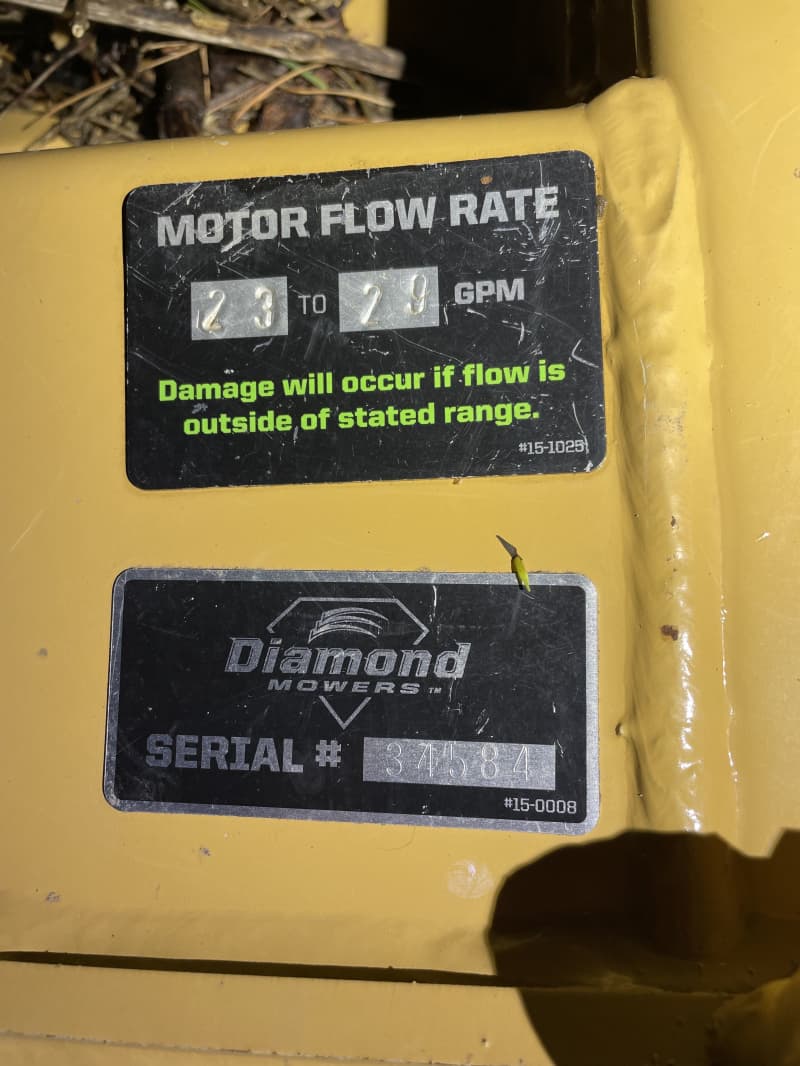 MOTOR FLOW RATE
23 TO 29 GPM
Damage will occur if flow is
outside of stated range.
#15-1025
Diamond
MOWERS™
SERIAL # 34584
#15-0008